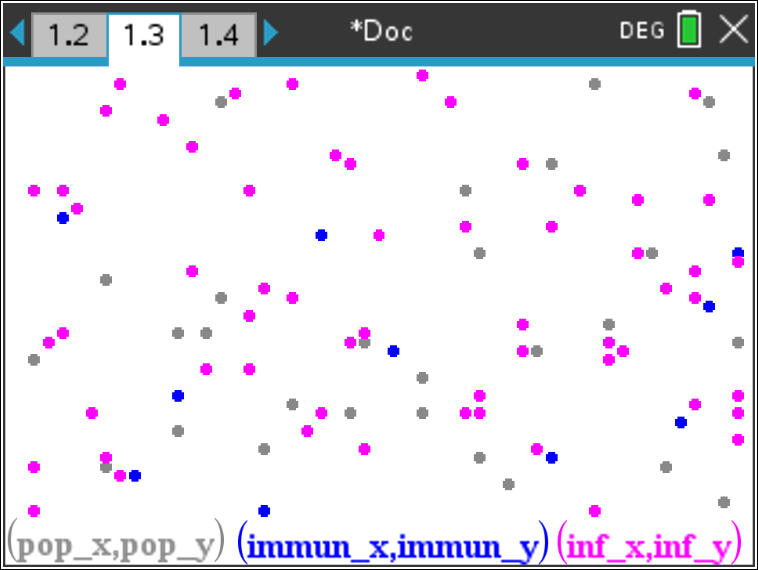 1.2 1.3 1.4 *Doc DEG
(pop_x,pop_y) (immun_x,immun_y) (inf_x,inf_y)